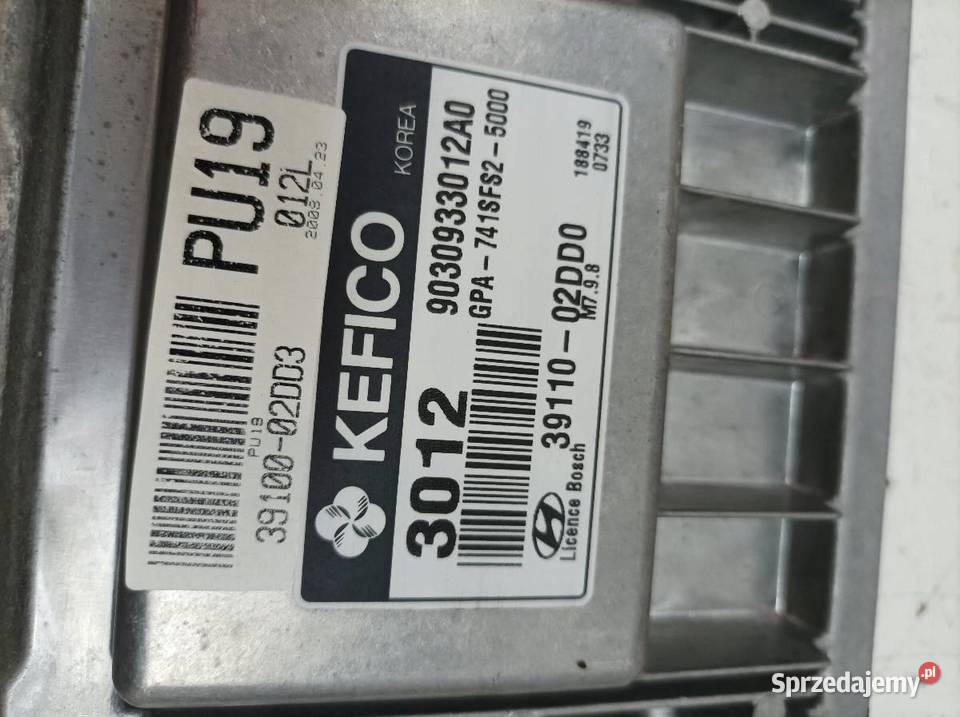 PU19
012L
2008.04.23
PU19
39100-02DD3
KEFICO
KOREA
3012
9030933012A0
GPA-741SFS2-5000
39110-02DD0
188419
0733
Licence Bosch
M7.9.8
Sprzedajemy.pl